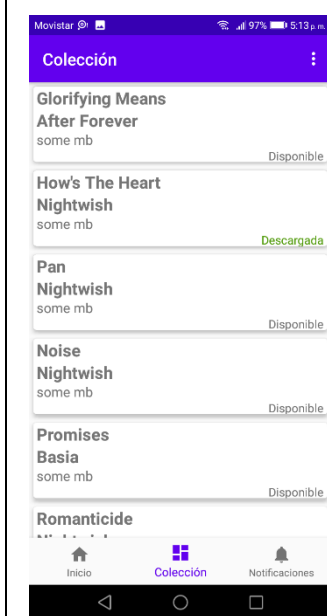 Movistar 97% 5:13 p. m.
Colección
Glorifying Means
After Forever
some mb
Disponible
How's The Heart
Nightwish
some mb
Descargada
Pan
Nightwish
some mb
Disponible
Noise
Nightwish
some mb
Disponible
Promises
Basia
some mb
Disponible
Romanticide
Inicio Colección Notificaciones